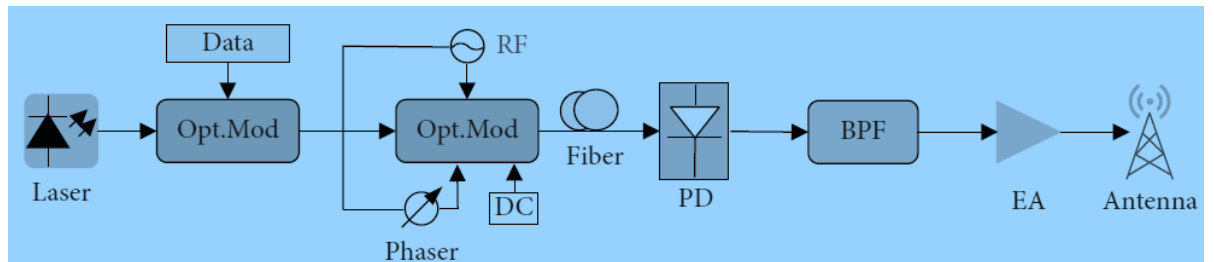 Data
RF
Opt.Mod
Opt.Mod
BPF
Fiber
Laser
DC
PD
EA
Antenna
Phaser